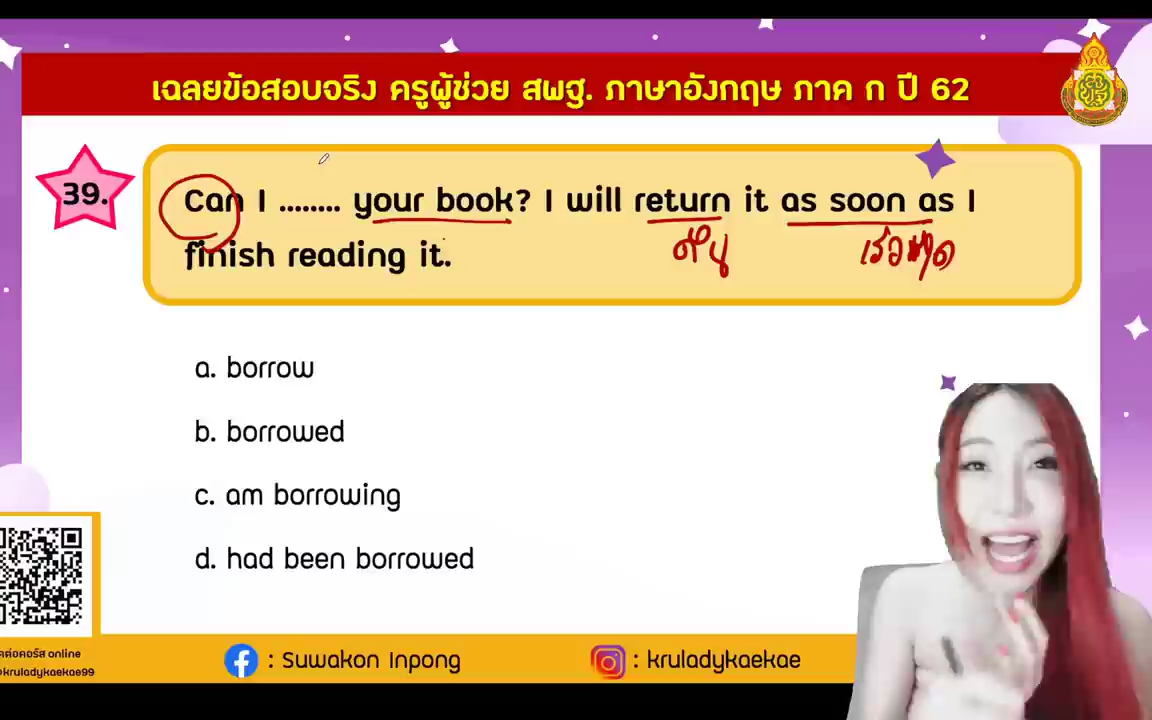 เฉลยข้อสอบจริง ครูผู้ช่วย สพฐ. ภาษาอังกฤษ ภาค ก ปี 62
39.
Can I ........ your book? I will return it as soon as I
finish reading it.
คืน
เร็วที่สุด
a. borrow
b. borrowed
c. am borrowing
d. had been borrowed
ต่อคอร์ส online
@kruladykaekae99
: Suwakon Inpong
: kruladykaekae